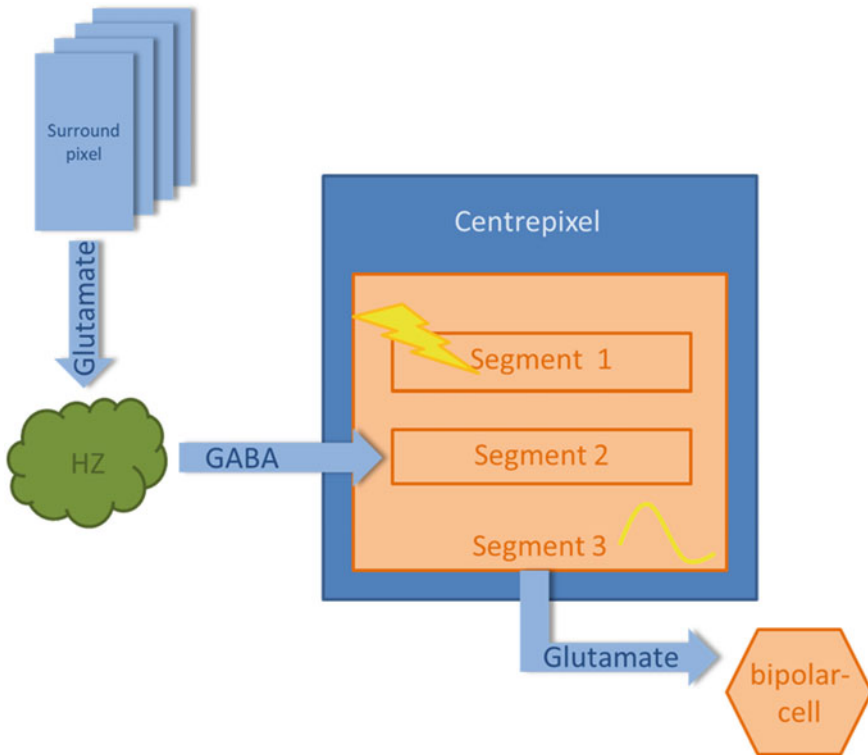 Surround
pixel
Glutamate
HZ
GABA
Centrepixel
Segment 1
Segment 2
Segment 3
Glutamate
bipolar-
cell